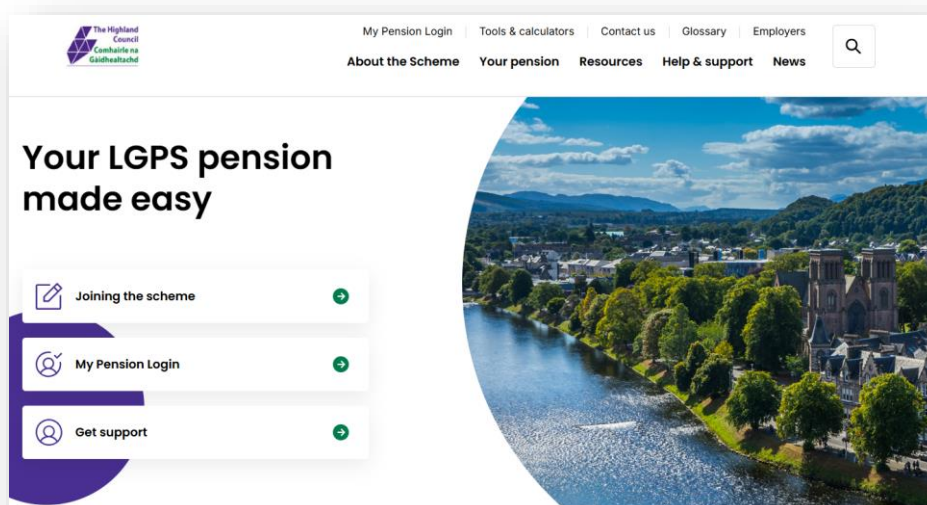 The Highland
Council
Comhairle na
Gàidhealtachd
My Pension Login
Tools & calculators
Contact us
Glossary
Employers
About the Scheme
Your pension
Resources
Help & support
News
Your LGPS pension
made easy
Joining the scheme
My Pension Login
Get support